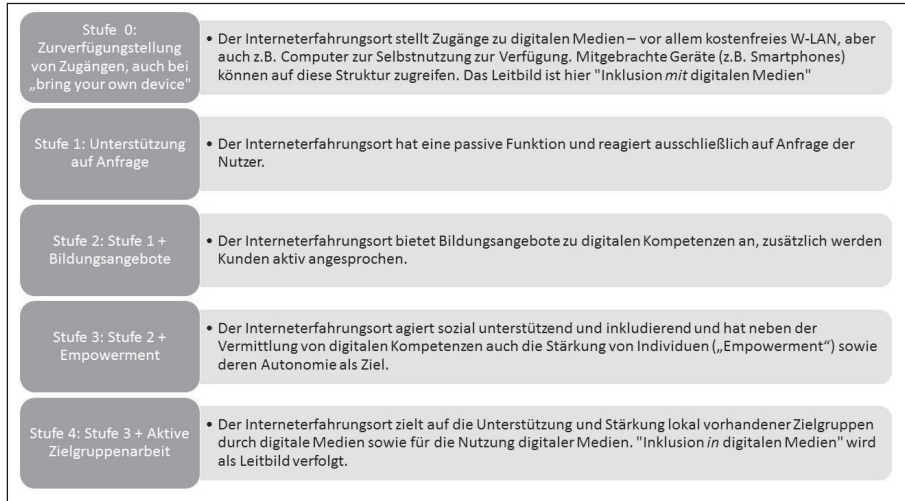 Stufe 0:
Zurverfügungstellung
von Zugängen, auch bei
„bring your own device"
• Der Interneterfahrungsort stellt Zugänge zu digitalen Medien – vor allem kostenfreies W-LAN, aber
auch z.B. Computer zur Selbstnutzung zur Verfügung. Mitgebrachte Geräte (z.B. Smartphones)
können auf diese Struktur zugreifen. Das Leitbild ist hier "Inklusion mit digitalen Medien"
Stufe 1: Unterstützung
auf Anfrage
• Der Interneterfahrungsort hat eine passive Funktion und reagiert ausschließlich auf Anfrage der
Nutzer.
Stufe 2: Stufe 1 +
Bildungsangebote
• Der Interneterfahrungsort bietet Bildungsangebote zu digitalen Kompetenzen an, zusätzlich werden
Kunden aktiv angesprochen.
Stufe 3: Stufe 2 +
Empowerment
• Der Interneterfahrungsort agiert sozial unterstützend und inkludierend und hat neben der
Vermittlung von digitalen Kompetenzen auch die Stärkung von Individuen („Empowerment“) sowie
deren Autonomie als Ziel.
Stufe 4: Stufe 3 + Aktive
Zielgruppenarbeit
• Der Interneterfahrungsort zielt auf die Unterstützung und Stärkung lokal vorhandener Zielgruppen
durch digitale Medien sowie für die Nutzung digitaler Medien. "Inklusion in digitalen Medien" wird
als Leitbild verfolgt.